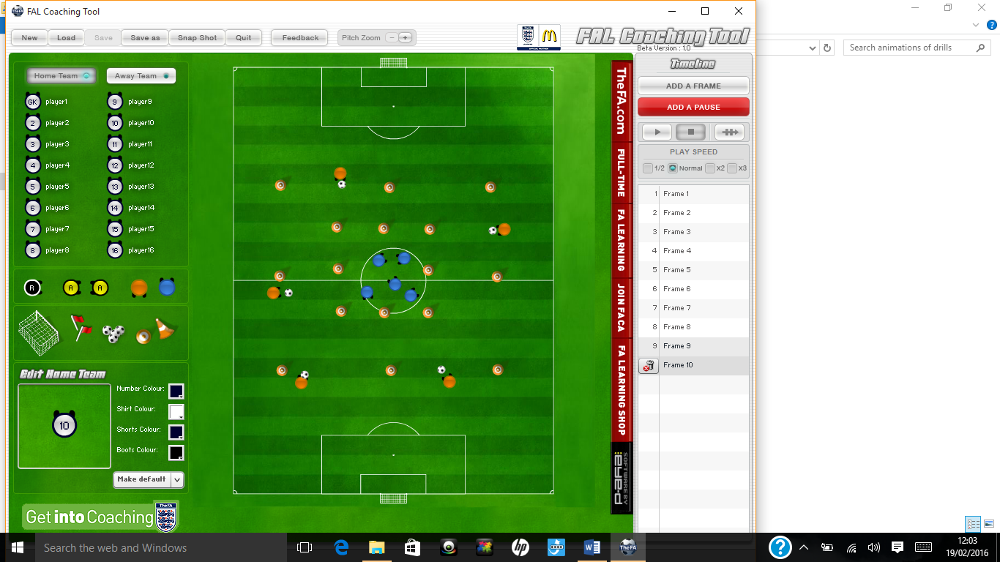 FAL Coaching Tool
New Load Save Save as Snap Shot Quit Feedback Pitch Zoom
OFFICIAL PARTNER
FAL Coaching Tool
Beta Version : 1.0
Search animations of drills
Home Team Away Team
GK player1 9 player9
2 player2 10 player10
3 player3 11 player11
4 player4 12 player12
5 player5 13 player13
6 player6 14 player14
7 player7 15 player15
8 player8 16 player16
R A A
Edit Home Team
10
Number Colour:
Shirt Colour:
Shorts Colour:
Boots Colour:
Make default
Get into Coaching
TheFA
TheFA.com
FULL-TIME
FA LEARNING
JOIN FACA
FA LEARNING SHOP
SOFTWARE BY
Timeline
ADD A FRAME
ADD A PAUSE
PLAY SPEED
1/2 Normal X2 X3
1 Frame 1
2 Frame 2
3 Frame 3
4 Frame 4
5 Frame 5
6 Frame 6
7 Frame 7
8 Frame 8
9 Frame 9
Frame 10
Search the web and Windows
hp
TheFA
12:03
19/02/2016